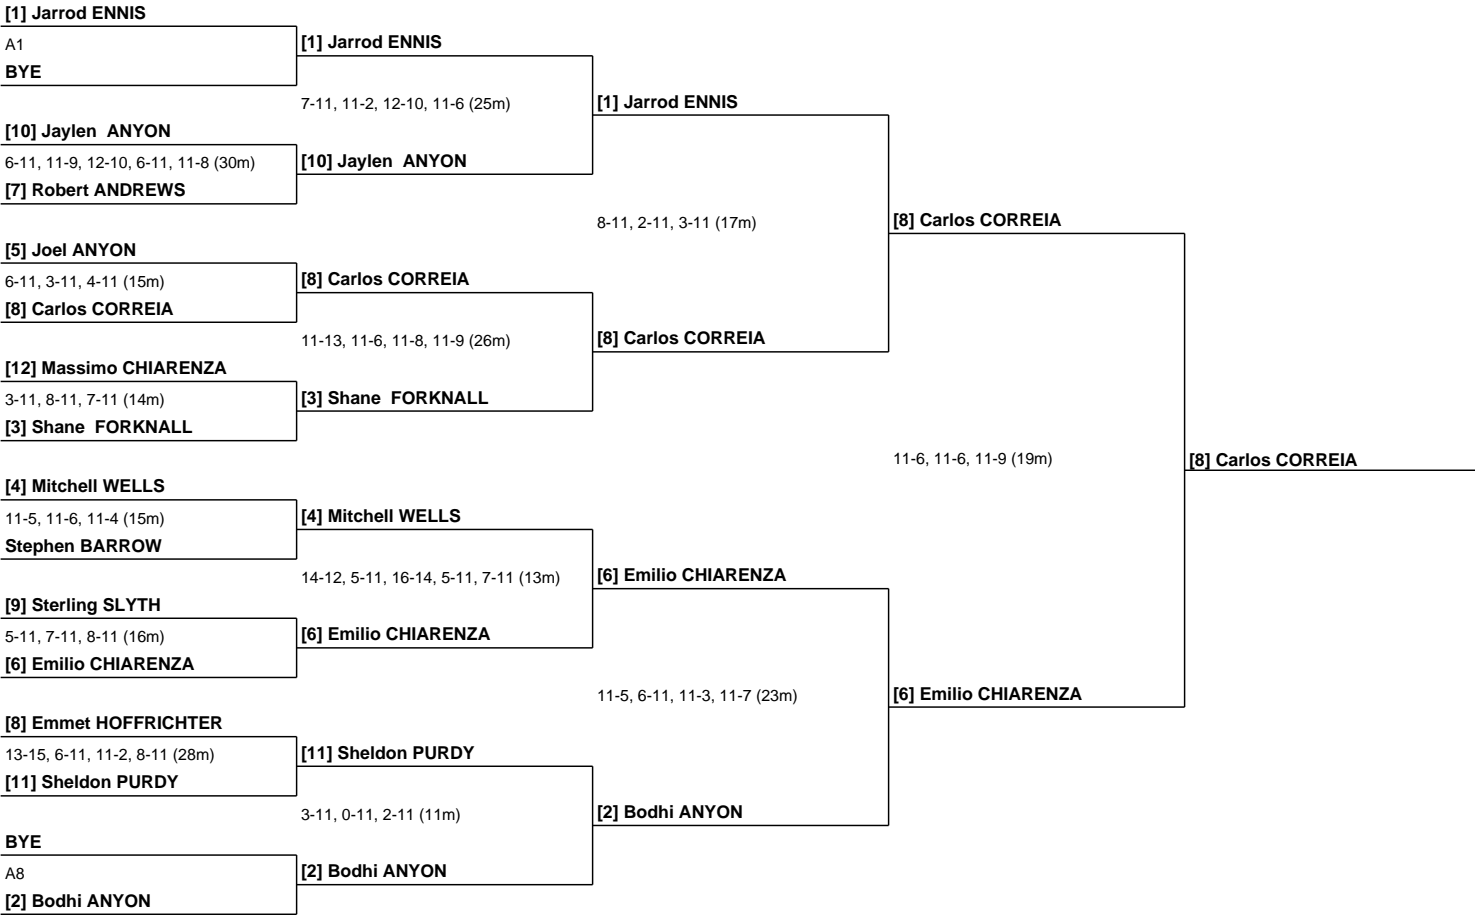 [1] Jarrod ENNIS
A1
BYE
[10] Jaylen  ANYON
6-11, 11-9, 12-10, 6-11, 11-8 (30m)
[7] Robert ANDREWS
[5] Joel ANYON
6-11, 3-11, 4-11 (15m)
[8] Carlos CORREIA
[12] Massimo CHIARENZA
3-11, 8-11, 7-11 (14m)
[3] Shane  FORKNALL
[4] Mitchell WELLS
11-5, 11-6, 11-4 (15m)
Stephen BARROW
[9] Sterling SLYTH
5-11, 7-11, 8-11 (16m)
[6] Emilio CHIARENZA
[8] Emmet HOFFRICHTER
13-15, 6-11, 11-2, 8-11 (28m)
[11] Sheldon PURDY
BYE
A8
[2] Bodhi ANYON
[1] Jarrod ENNIS
7-11, 11-2, 12-10, 11-6 (25m)
[10] Jaylen  ANYON
[8] Carlos CORREIA
11-13, 11-6, 11-8, 11-9 (26m)
[3] Shane  FORKNALL
[4] Mitchell WELLS
14-12, 5-11, 16-14, 5-11, 7-11 (13m)
[6] Emilio CHIARENZA
[11] Sheldon PURDY
3-11, 0-11, 2-11 (11m)
[2] Bodhi ANYON
[1] Jarrod ENNIS
8-11, 2-11, 3-11 (17m)
[8] Carlos CORREIA
[6] Emilio CHIARENZA
11-5, 6-11, 11-3, 11-7 (23m)
[2] Bodhi ANYON
[8] Carlos CORREIA
11-6, 11-6, 11-9 (19m)
[6] Emilio CHIARENZA
[8] Carlos CORREIA